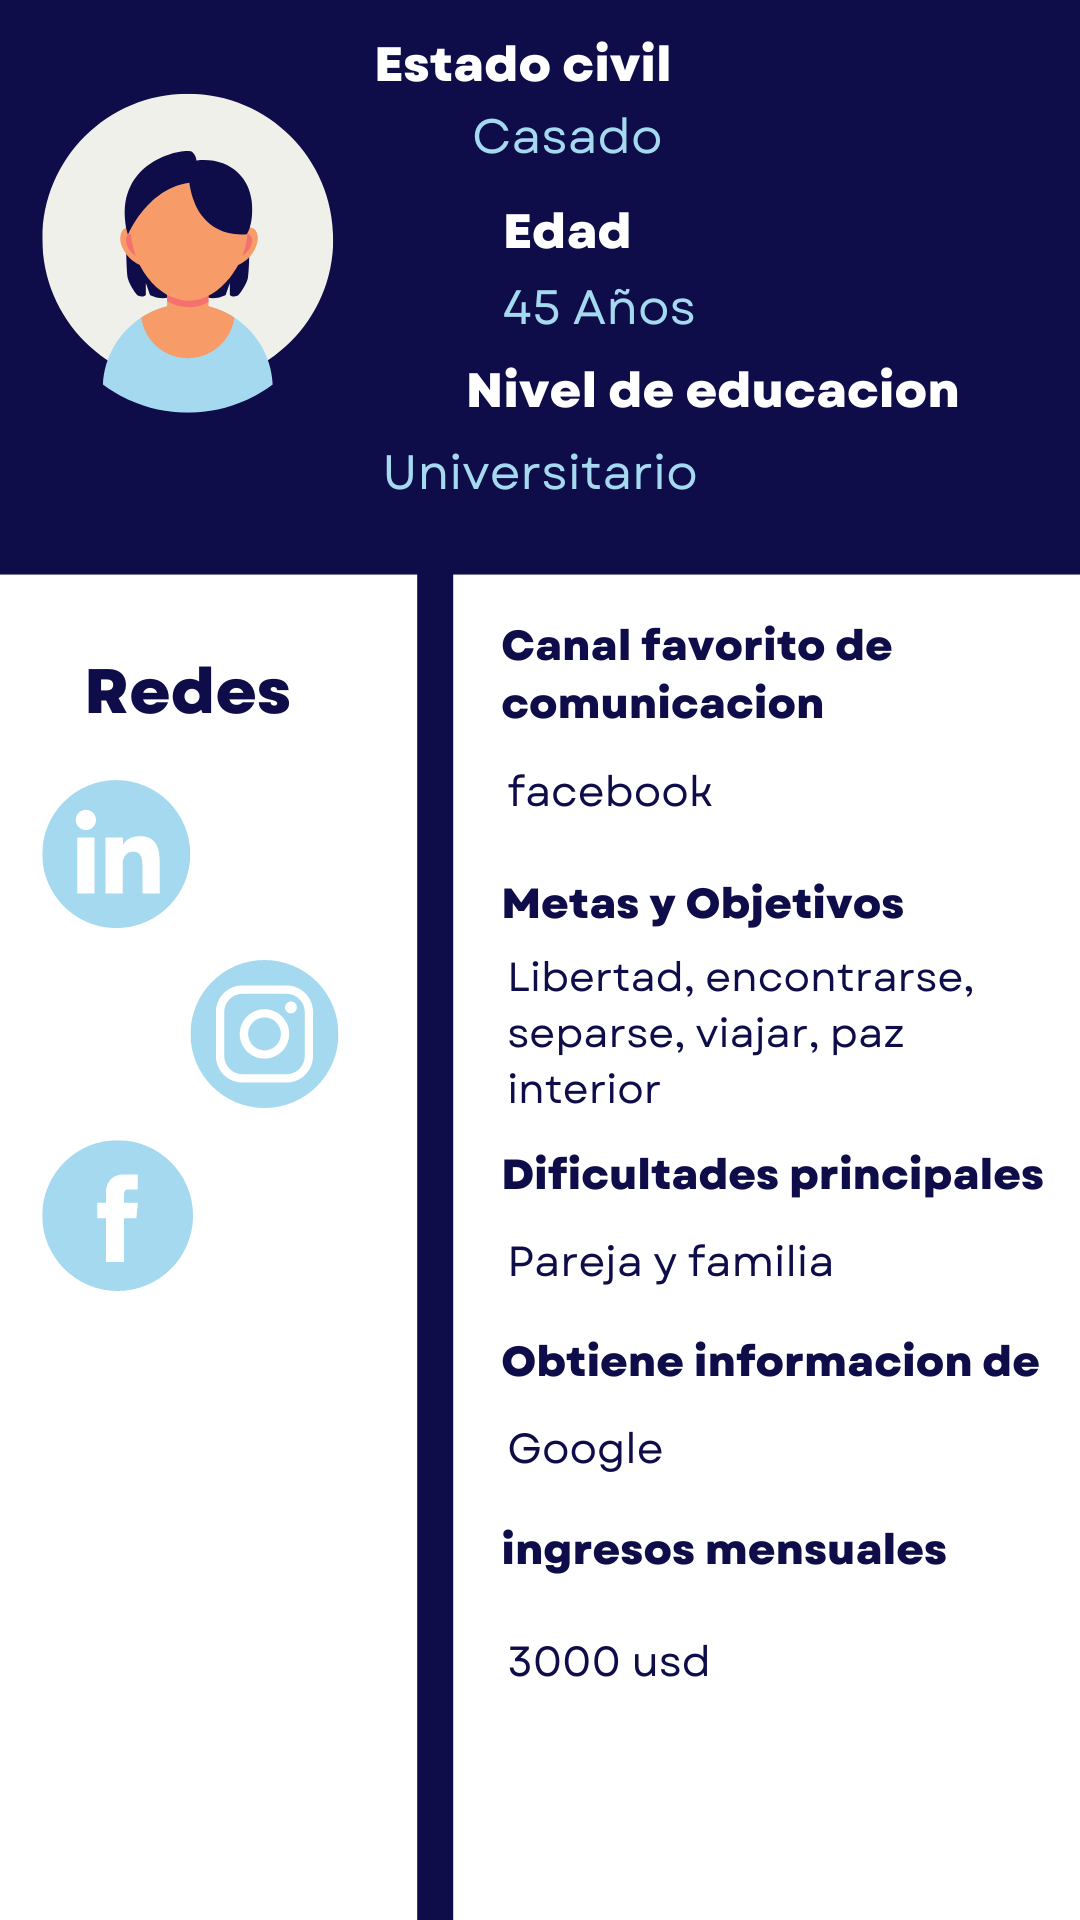 Estado civil
Casado
Edad
45 Años
Nivel de educacion
Universitario
Redes
in
f
Canal favorito de
comunicacion
facebook
Metas y Objetivos
Libertad, encontrarse,
separse, viajar, paz
interior
Dificultades principales
Pareja y familia
Obtiene informacion de
Google
ingresos mensuales
3000 usd